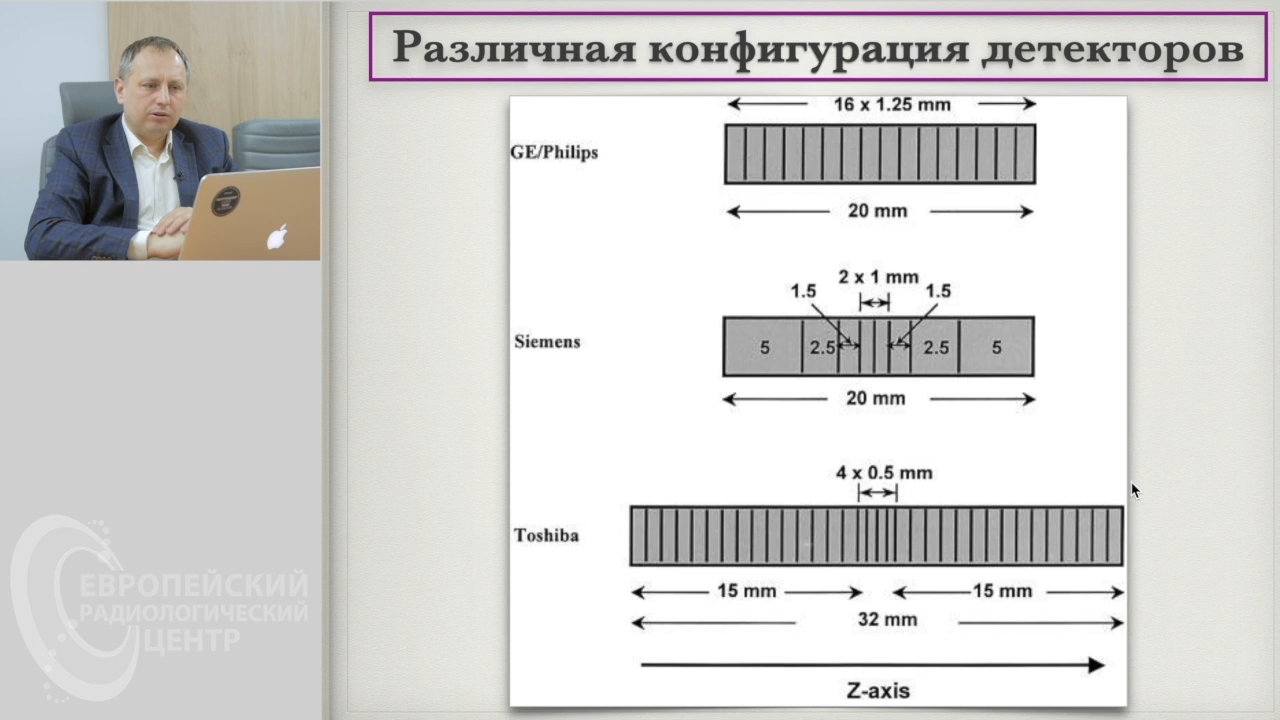 Различная конфигурация детекторов
16 x 1.25 mm
GE/Philips
20 mm
2 x 1 mm
1.5 1.5
Siemens
5 2.5 2.5 5
20 mm
4 x 0.5 mm
Toshiba
15 mm 15 mm
32 mm
Z-axis
ЕВРОПЕЙСКИЙ
РАДИОЛОГИЧЕСКИЙ
ЦЕНТР